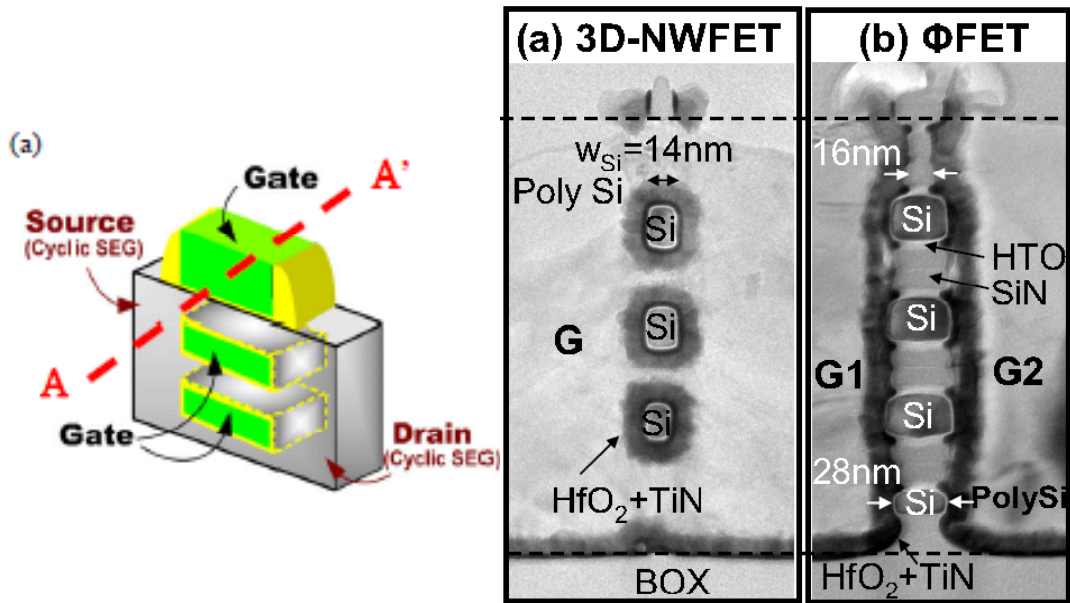 (a)
Gate
A'
Source
(Cyclic SEG)
A
Gate
Drain
(Cyclic SEG)
(a) 3D-NWFET
w_Si=14nm
Poly Si
Si
Si
G
Si
HfO₂+TiN
BOX
(b) ΦFET
16nm
Si
HTO
SiN
Si
G1
G2
Si
28nm
Si
PolySi
HfO₂+TiN